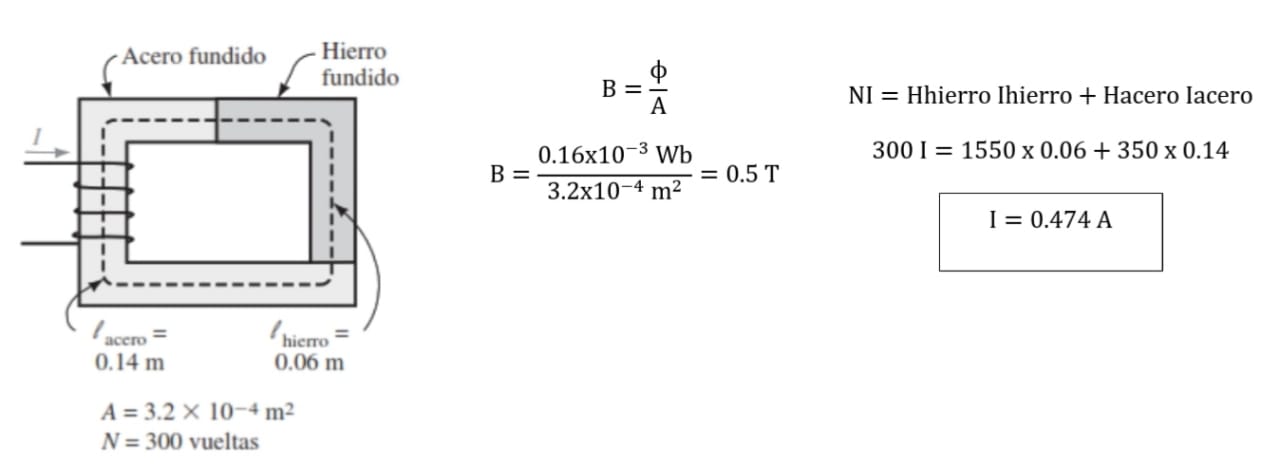 Acero fundido
Hierro
fundido
I
ℓacero =
0.14 m
ℓhierro =
0.06 m
A = 3.2 × 10⁻⁴ m²
N = 300 vueltas
B = ϕ/A
B = 0.16x10⁻³ Wb / 3.2x10⁻⁴ m² = 0.5 T
NI = Hhierro Ihierro + Hacero Iacero
300 I = 1550 x 0.06 + 350 x 0.14
I = 0.474 A